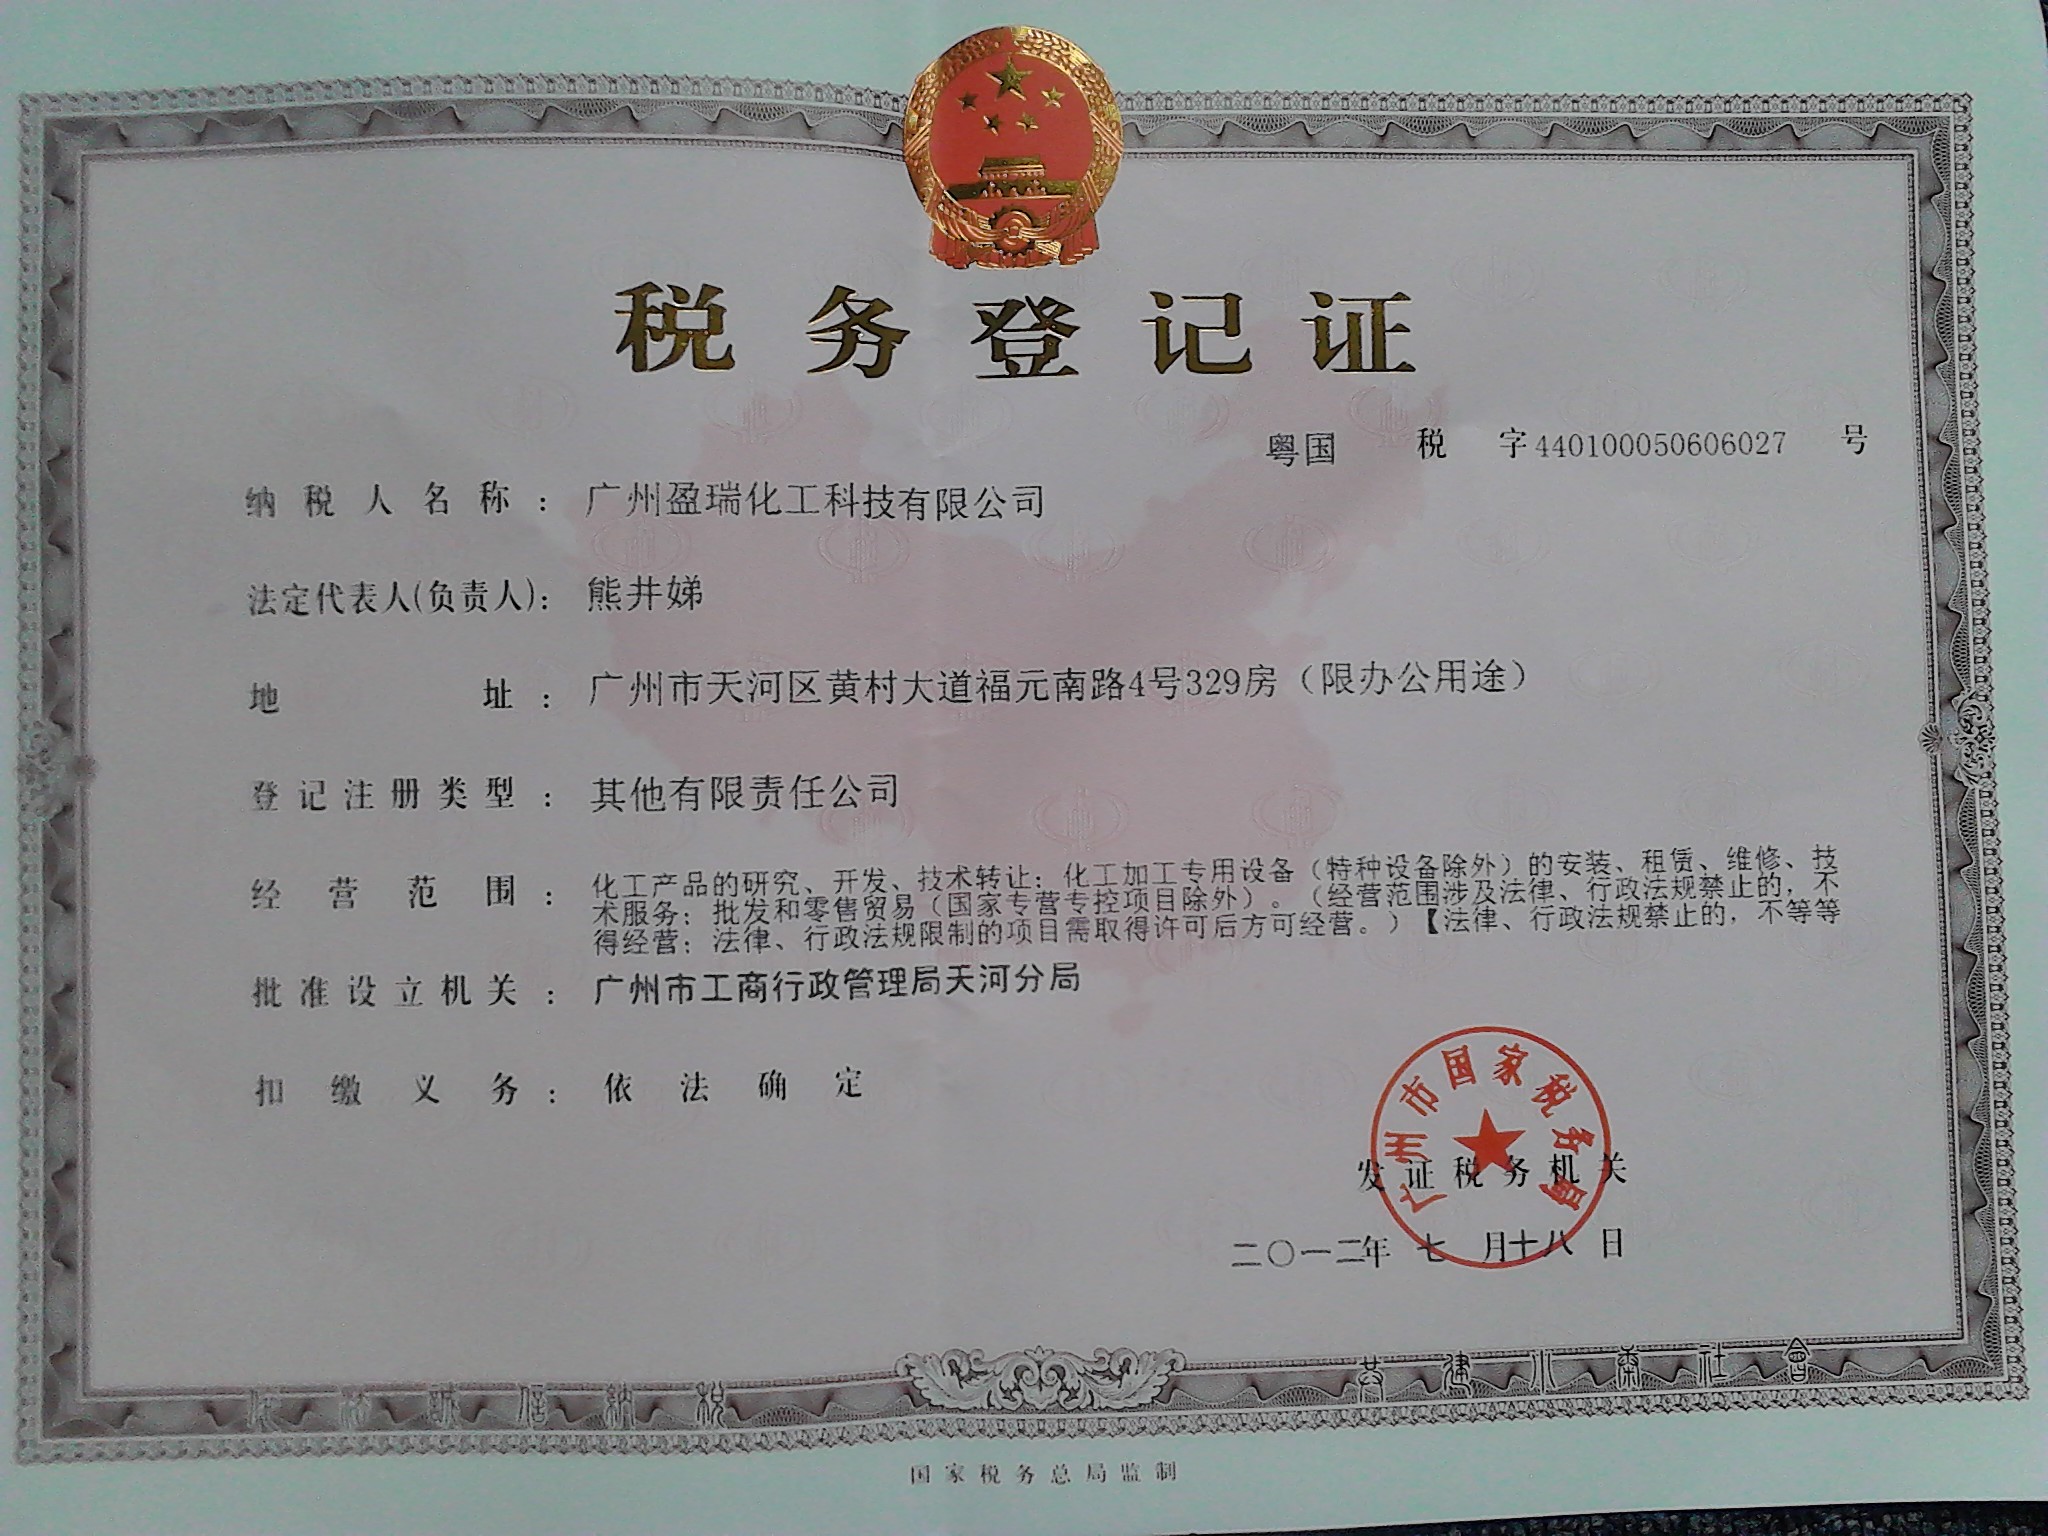 税务登记证
粤国 税 字440100050606027 号
纳税人名称：广州盈瑞化工科技有限公司
法定代表人(负责人)：熊井娣
地址：广州市天河区黄村大道福元南路4号329房（限办公用途）
登记注册类型：其他有限责任公司
经营范围：化工产品的研究、开发、技术转让；化工加工专用设备（特种设备除外）的安装、租赁、维修、技
术服务；批发和零售贸易（国家专营专控项目除外）。（经营范围涉及法律、行政法规禁止的，不
得经营；法律、行政法规限制的项目需取得许可后方可经营。）【法律、行政法规禁止的，不等等
批准设立机关：广州市工商行政管理局天河分局
扣缴义务：依法确定
广州市国家税务局
发证税务机关
二〇一二年 七 月十八 日
誠信納税
共建小康社會
国家税务总局监制